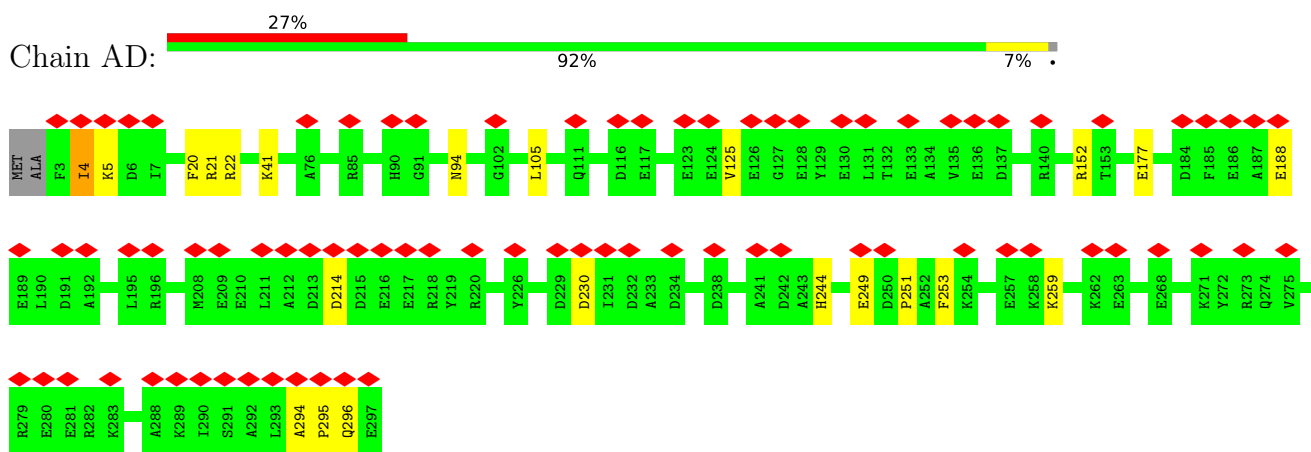 27%
Chain AD:
92% 7% •
MET ALA F3 I4 K5 D6 I7 F20 R21 R22 K41 A76 R85 H90 G91 N94 G102 L105 Q111 D116 E117 E123 E124 V125 E126 G127 E128 Y129 E130 L131 T132 E133 A134 V135 E136 D137 R140 R152 T153 E177 D184 F185 E186 A187 E188
E189 L190 D191 A192 L195 R196 M208 E209 E210 L211 A212 D213 D214 D215 E216 E217 R218 Y219 R220 Y226 D229 D230 I231 D232 A233 D234 D238 A241 D242 A243 H244 E249 D250 P251 A252 F253 K254 E257 K258 K259 K262 E263 E268 K271 Y272 R273 Q274 V275
R279 E280 E281 R282 K283 A288 K289 I290 S291 A292 L293 A294 P295 Q296 E297